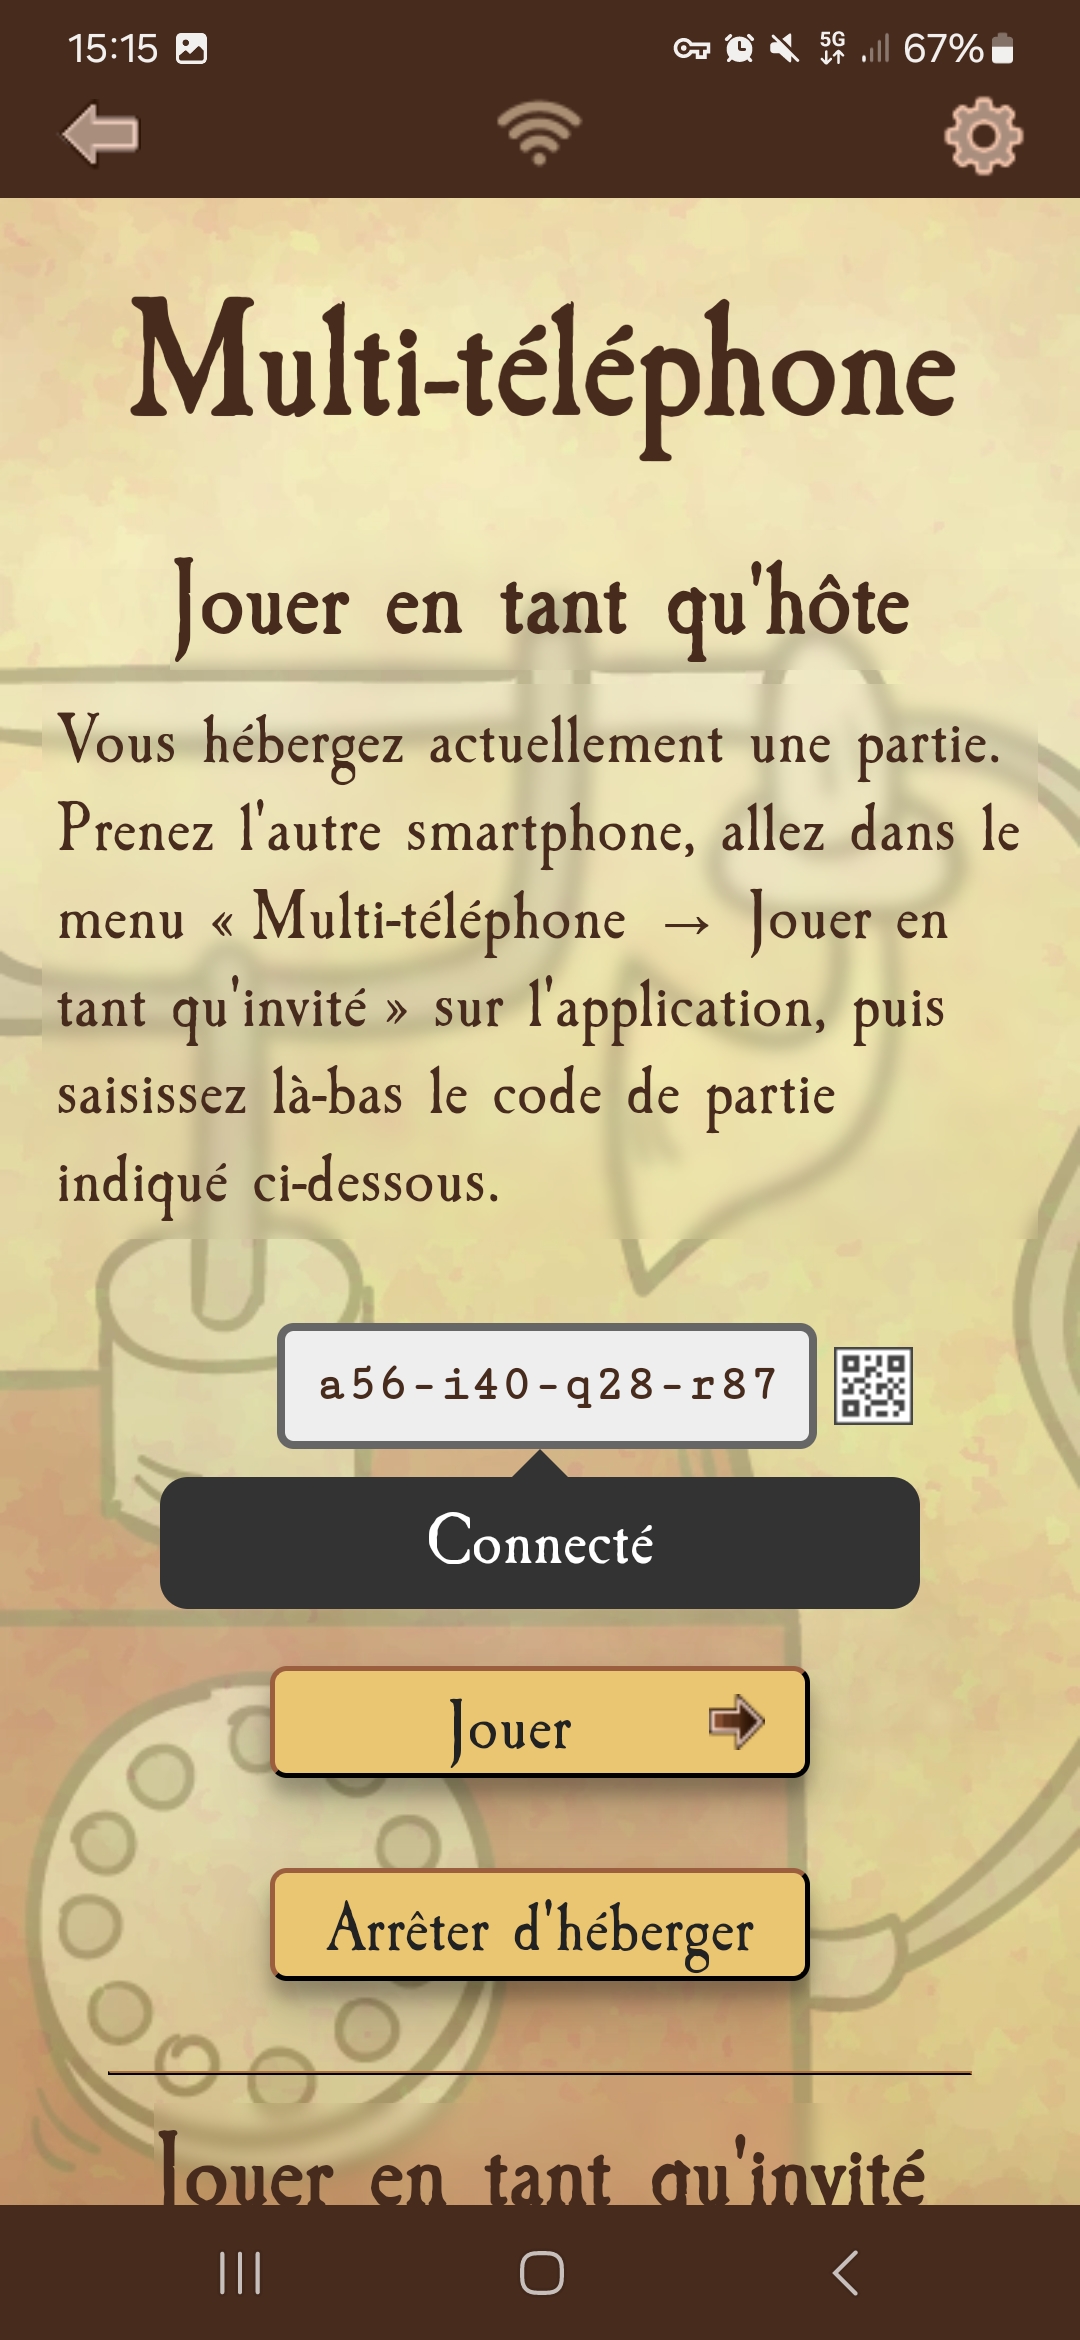 15:15
5G
67%
Multi-téléphone
Jouer en tant qu'hôte
Vous hébergez actuellement une partie.
Prenez l'autre smartphone, allez dans le
menu « Multi-téléphone → Jouer en
tant qu'invité » sur l'application, puis
saisissez là-bas le code de partie
indiqué ci-dessous.
a56-i40-q28-r87
Connecté
Jouer
Arrêter d'héberger
Jouer en tant qu'invité